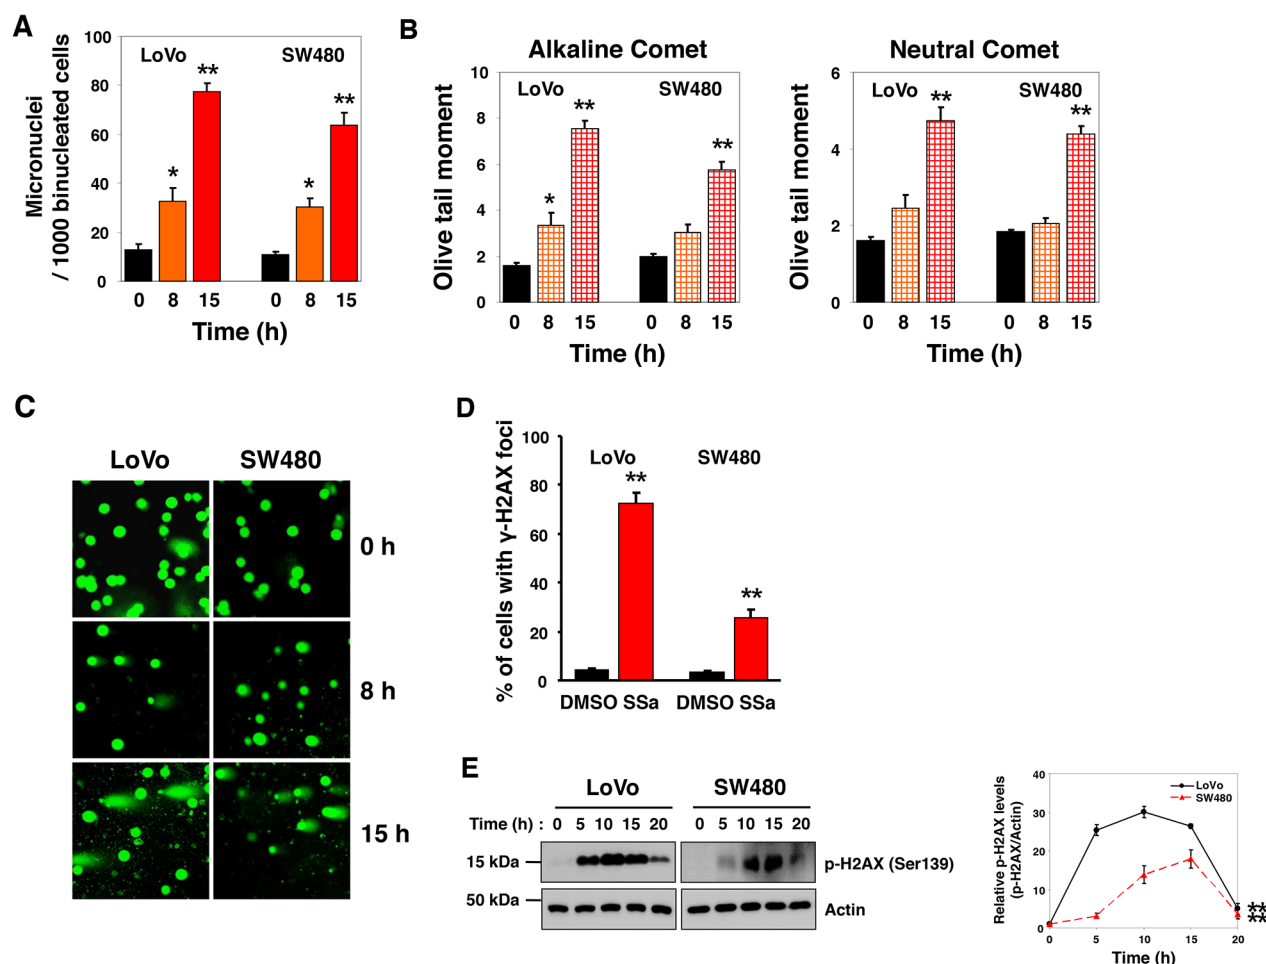 A
Micronuclei
/ 1000 binucleated cells
100
80
60
40
20
0
LoVo
SW480
*
**
*
**
0 8 15 0 8 15
Time (h)
B
Alkaline Comet
Olive tail moment
10
8
6
4
2
0
LoVo
SW480
*
**
**
0 8 15 0 8 15
Time (h)
Neutral Comet
Olive tail moment
6
4
2
0
LoVo
SW480
**
**
0 8 15 0 8 15
Time (h)
C
LoVo SW480
0 h
8 h
15 h
D
% of cells with γ-H2AX foci
100
80
60
40
20
0
LoVo
SW480
**
**
DMSO SSa DMSO SSa
E
LoVo SW480
Time (h) : 0 5 10 15 20 0 5 10 15 20
15 kDa
p-H2AX (Ser139)
50 kDa
Actin
Relative p-H2AX levels
(p-H2AX/Actin)
40
30
20
10
0
LoVo
SW480
**
**
0 5 10 15 20
Time (h)